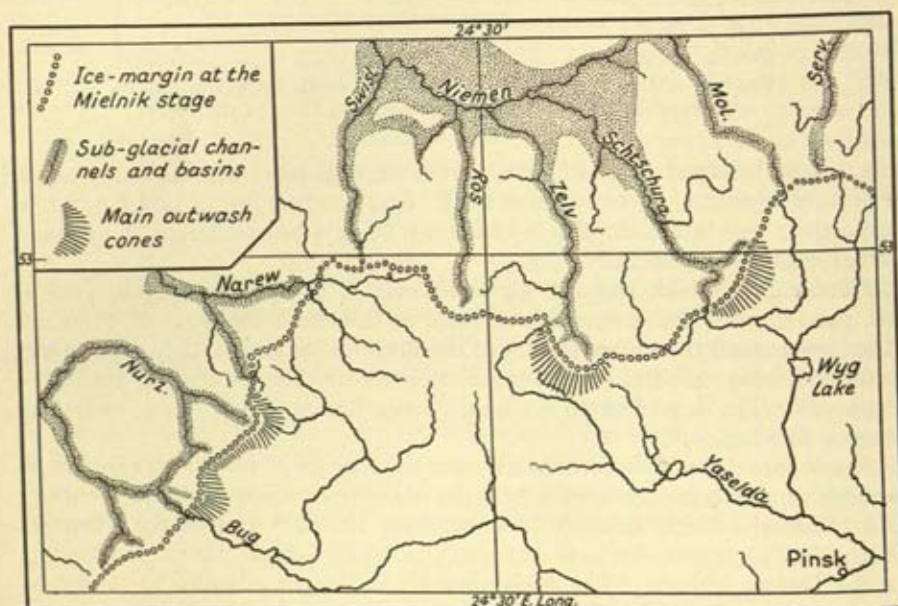 24°30'
Ice-margin at the
Mielnik stage
Sub-glacial chan-
nels and basins
Main outwash
cones
Swisl.
Niemen
Mol.
Serv.
Ros
Zelv
Schtschura
53
53
Narew
Nurz.
Wyg
Lake
Yaselda
Bug
Pinsk
24°30' E. Long.